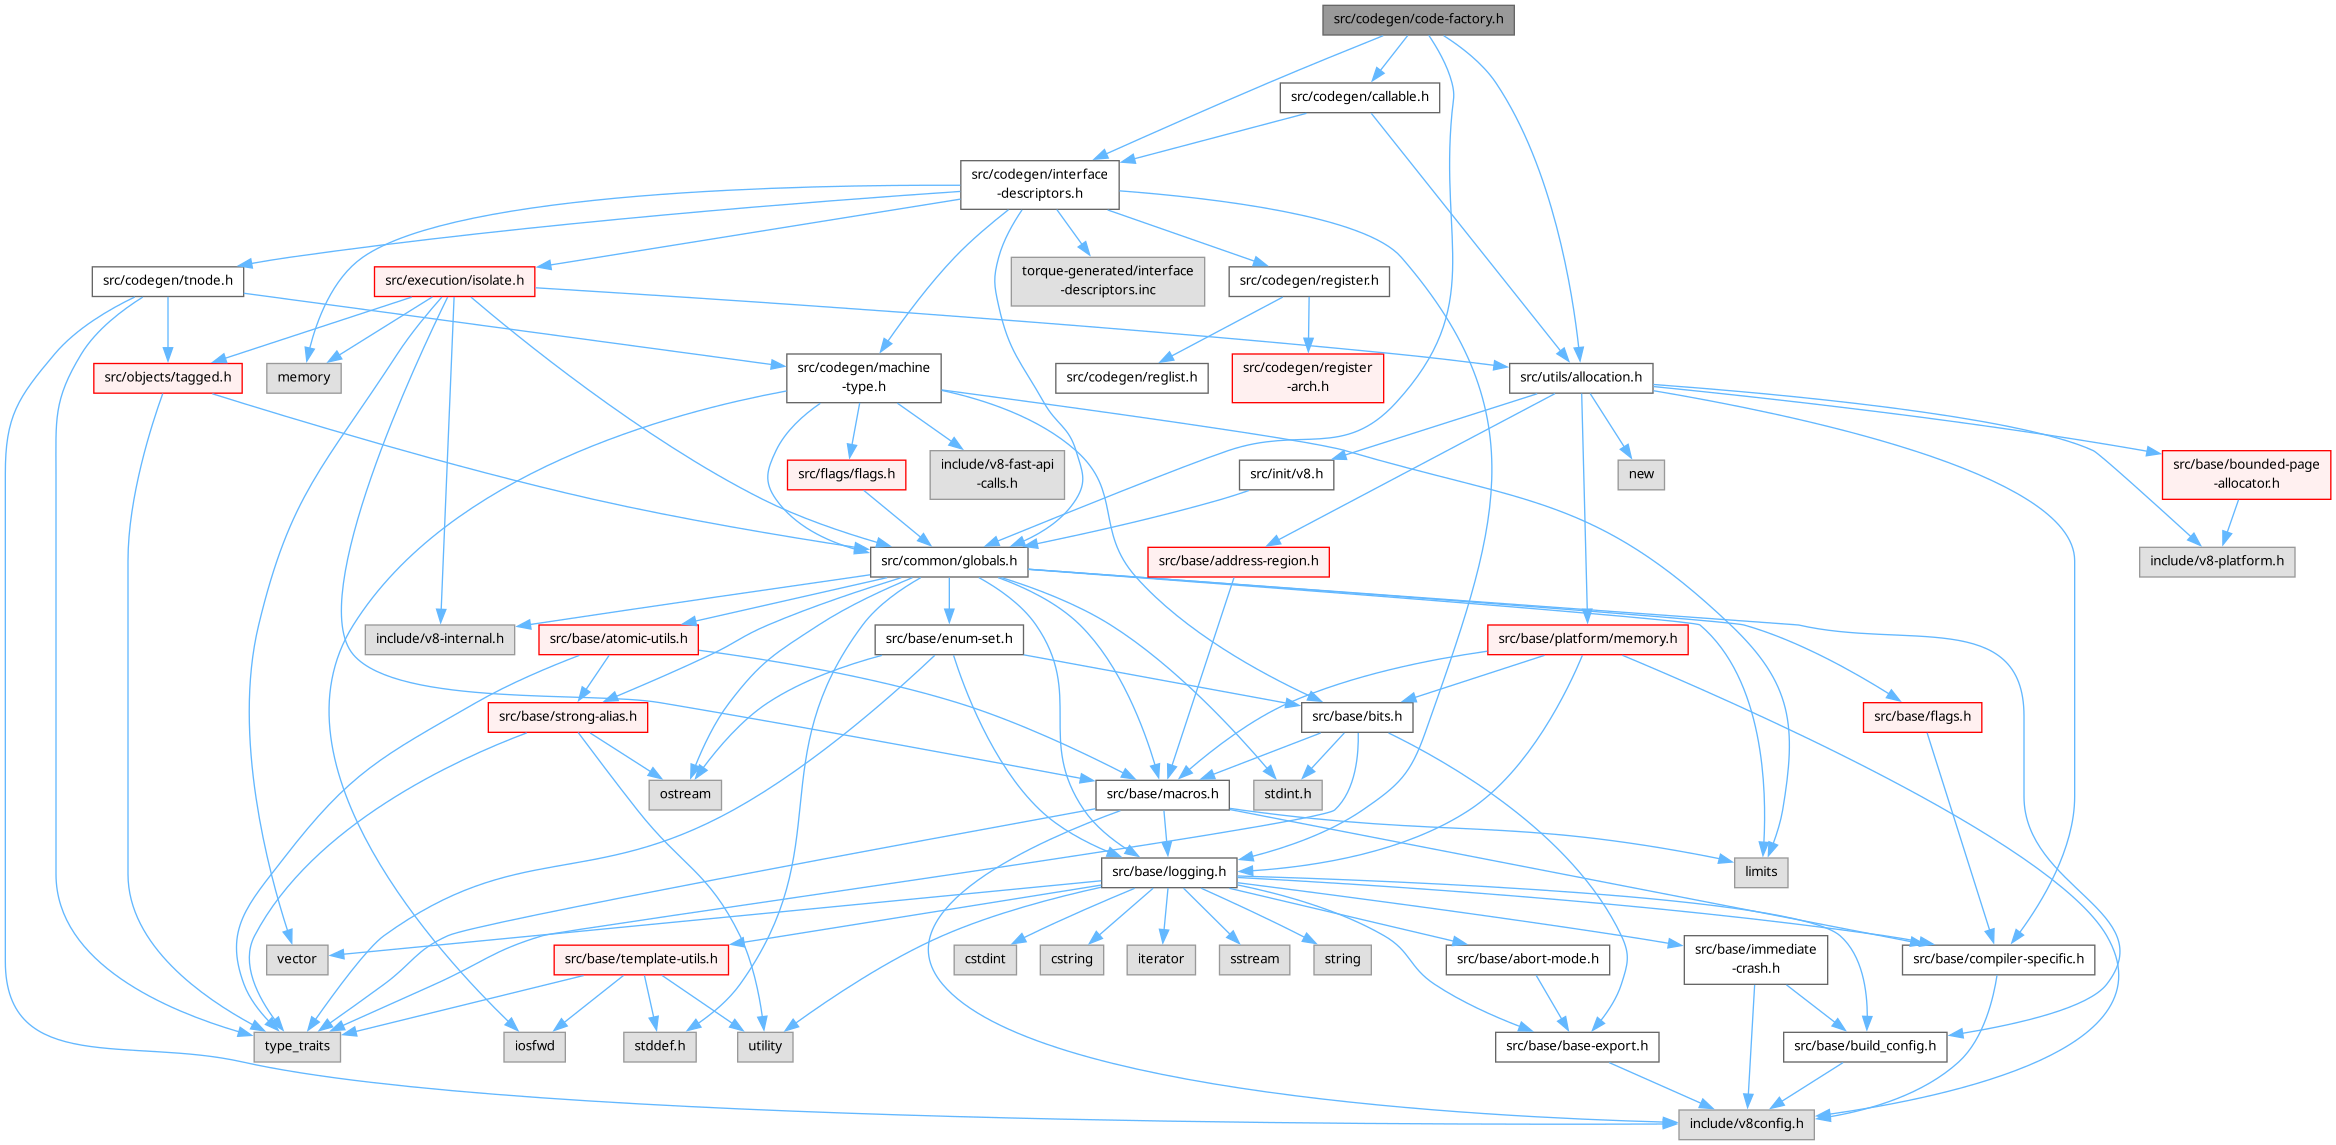 src/codegen/code-factory.h
src/codegen/callable.h
src/codegen/interface
-descriptors.h
src/codegen/tnode.h
src/execution/isolate.h
torque-generated/interface
-descriptors.inc
src/codegen/register.h
src/objects/tagged.h
memory
src/codegen/machine
-type.h
src/codegen/reglist.h
src/codegen/register
-arch.h
src/utils/allocation.h
src/flags/flags.h
include/v8-fast-api
-calls.h
src/init/v8.h
new
src/base/bounded-page
-allocator.h
src/common/globals.h
src/base/address-region.h
include/v8-platform.h
include/v8-internal.h
src/base/atomic-utils.h
src/base/enum-set.h
src/base/platform/memory.h
src/base/strong-alias.h
src/base/bits.h
src/base/flags.h
ostream
src/base/macros.h
stdint.h
src/base/logging.h
limits
vector
src/base/template-utils.h
cstdint
cstring
iterator
sstream
string
src/base/abort-mode.h
src/base/immediate
-crash.h
src/base/compiler-specific.h
type_traits
iosfwd
stddef.h
utility
src/base/base-export.h
src/base/build_config.h
include/v8config.h